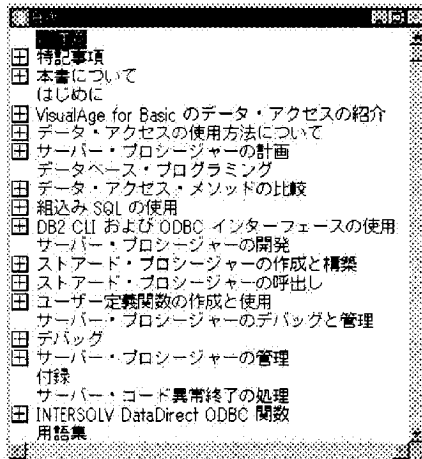 特記事項
本書について
はじめに
VisualAge for Basic のデータ・アクセスの紹介
データ・アクセスの使用方法について
サーバー・プロシージャーの計画
データベース・プログラミング
データ・アクセス・メソッドの比較
組込み SQL の使用
DB2 CLI および ODBC インターフェースの使用
サーバー・プロシージャーの開発
ストアード・プロシージャーの作成と構築
ストアード・プロシージャーの呼出し
ユーザー定義関数の作成と使用
サーバー・プロシージャーのデバッグと管理
デバッグ
サーバー・プロシージャーの管理
付録
サーバー・コード異常終了の処理
INTERSOLV DataDirect ODBC 関数
用語集